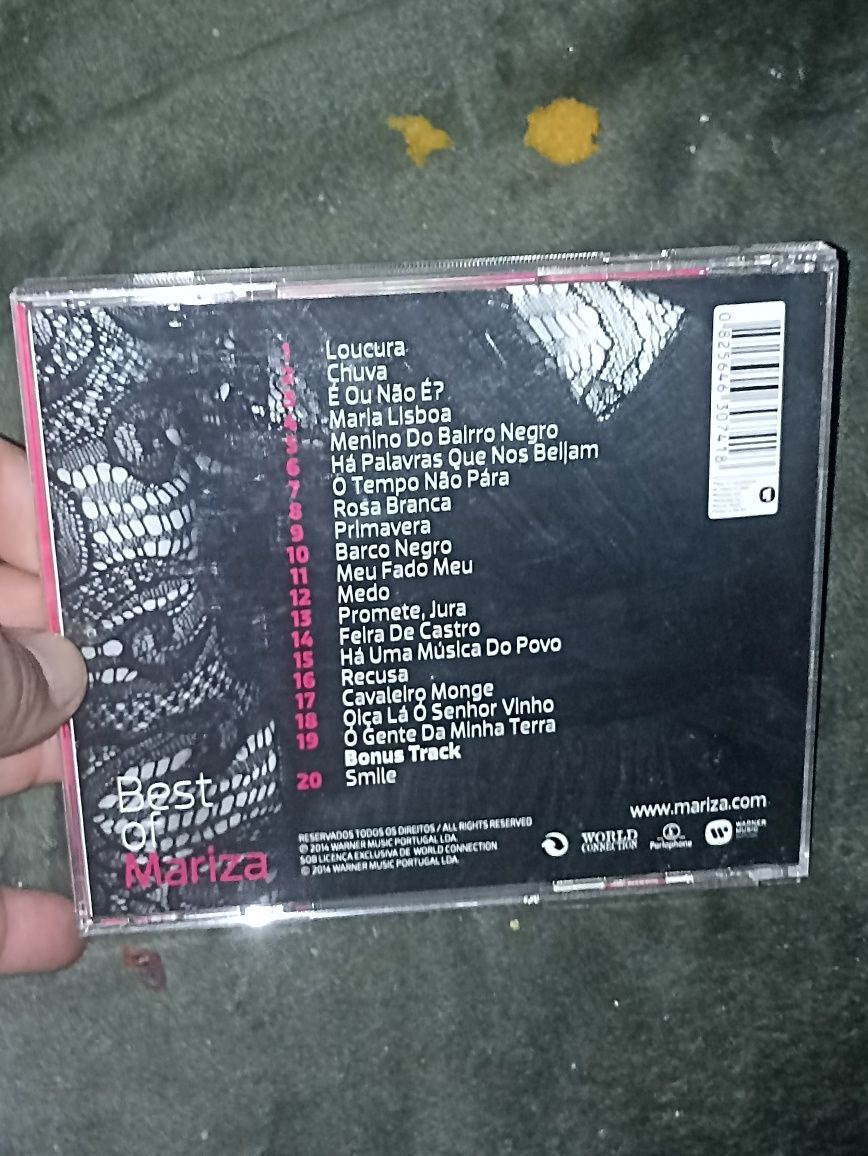 1 Loucura
2 Chuva
3 É Ou Não É?
4 Maria Lisboa
5 Menino Do Bairro Negro
6 Há Palavras Que Nos Beijam
7 O Tempo Não Pára
8 Rosa Branca
9 Primavera
10 Barco Negro
11 Meu Fado Meu
12 Medo
13 Promete, Jura
14 Feira De Castro
15 Há Uma Música Do Povo
16 Recusa
17 Cavaleiro Monge
18 Oiça Lá Ó Senhor Vinho
19 Ó Gente Da Minha Terra
Bonus Track
20 Smile
Best
of
Mariza
www.mariza.com
RESERVADOS TODOS OS DIREITOS / ALL RIGHTS RESERVED
℗ 2014 WARNER MUSIC PORTUGAL LDA.
SOB LICENÇA EXCLUSIVA DE WORLD CONNECTION
© 2014 WARNER MUSIC PORTUGAL LDA.
WORLD
CONNECTION
Parlophone
WARNER
MUSIC
0 825646 307418